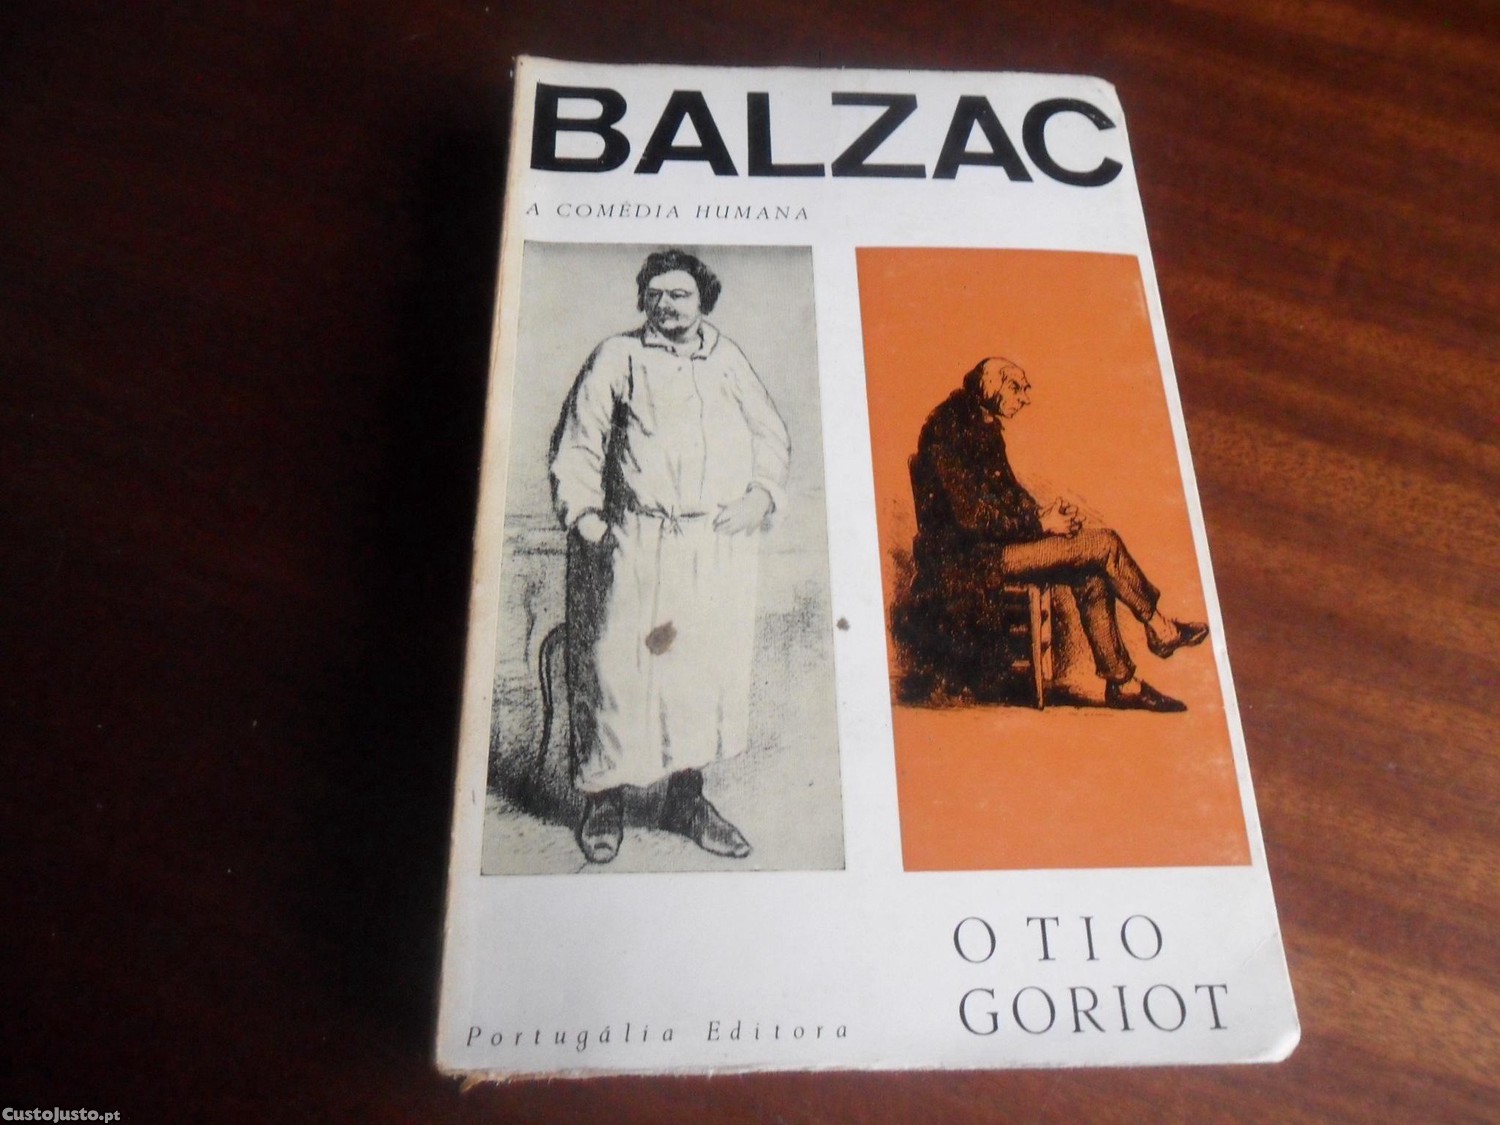 BALZAC
A COMÉDIA HUMANA
O TIO
GORIOT
Portugália Editora
CustoJusto.pt